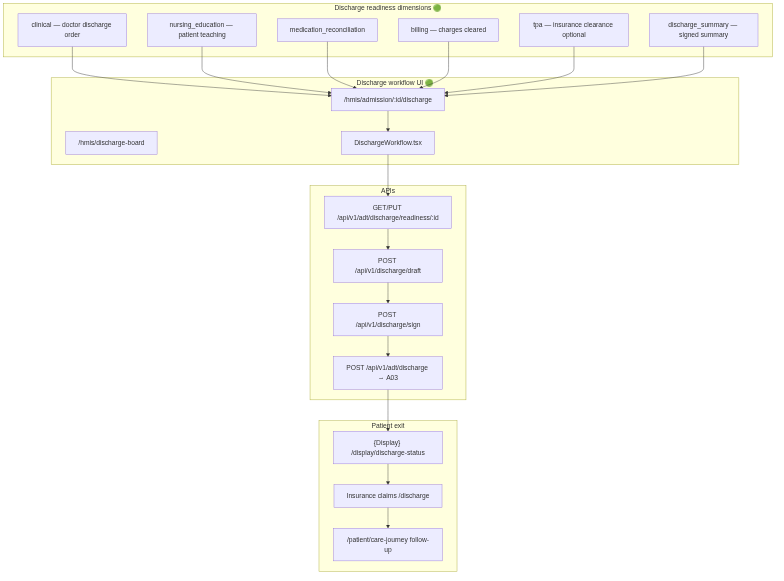 Discharge readiness dimensions 🟢
clinical — doctor discharge
order
nursing_education —
patient teaching
medication_reconciliation
billing — charges cleared
tpa — insurance clearance
optional
discharge_summary —
signed summary
Discharge workflow UI 🟢
/hmis/admission/:id/discharge
/hmis/discharge-board
DischargeWorkflow.tsx
APIs
GET/PUT
/api/v1/adt/discharge/readiness/:id
POST
/api/v1/discharge/draft
POST
/api/v1/discharge/sign
POST /api/v1/adt/discharge
↔ A03
Patient exit
{Display}
/display/discharge-status
Insurance claims /discharge
/patient/care-journey follow-
up